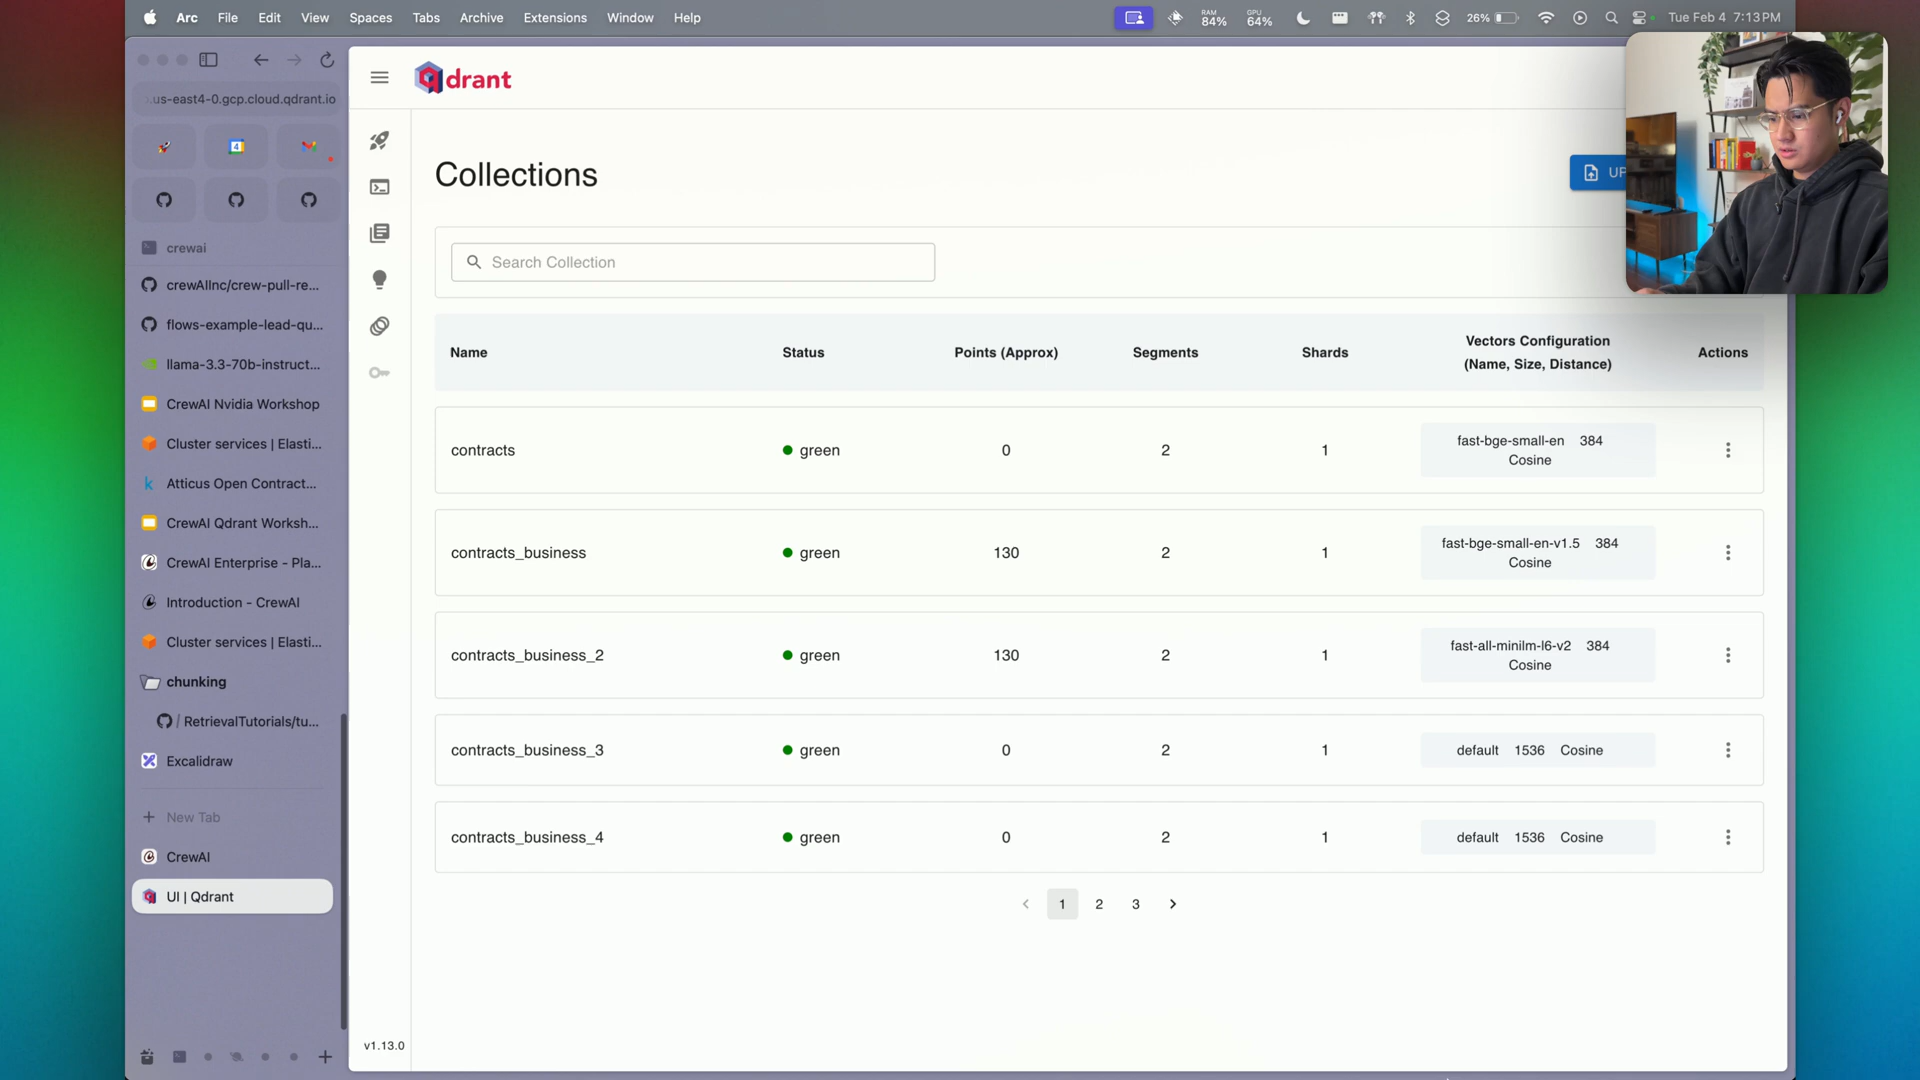 Arc File Edit View Spaces Tabs Archive Extensions Window Help
RAM 84% GPU 64% 26% Tue Feb 4 7:13 PM
.us-east4-0.gcp.cloud.qdrant.io
4
crewai
crewAIInc/crew-pull-re...
flows-example-lead-qu...
llama-3.3-70b-instruct...
CrewAI Nvidia Workshop
Cluster services | Elasti...
Atticus Open Contract...
CrewAI Qdrant Worksh...
CrewAI Enterprise - Pla...
Introduction - CrewAI
Cluster services | Elasti...
chunking
/ RetrievalTutorials/tu...
Excalidraw
New Tab
CrewAI
UI | Qdrant
qdrant
Collections
UP
Search Collection
Name Status Points (Approx) Segments Shards Vectors Configuration (Name, Size, Distance) Actions
contracts green 0 2 1 fast-bge-small-en 384 Cosine
contracts_business green 130 2 1 fast-bge-small-en-v1.5 384 Cosine
contracts_business_2 green 130 2 1 fast-all-minilm-l6-v2 384 Cosine
contracts_business_3 green 0 2 1 default 1536 Cosine
contracts_business_4 green 0 2 1 default 1536 Cosine
1 2 3
v1.13.0